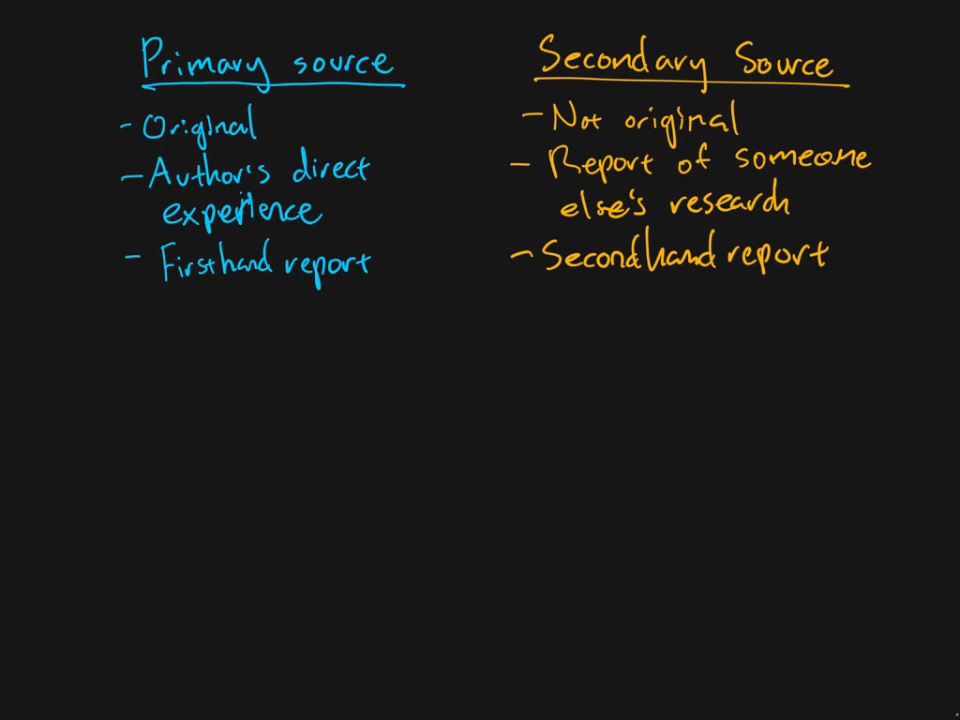 Primary source
- Original
- Author's direct
experience
- Firsthand report
Secondary Source
- Not original
- Report of someone
else's research
- Secondhand report